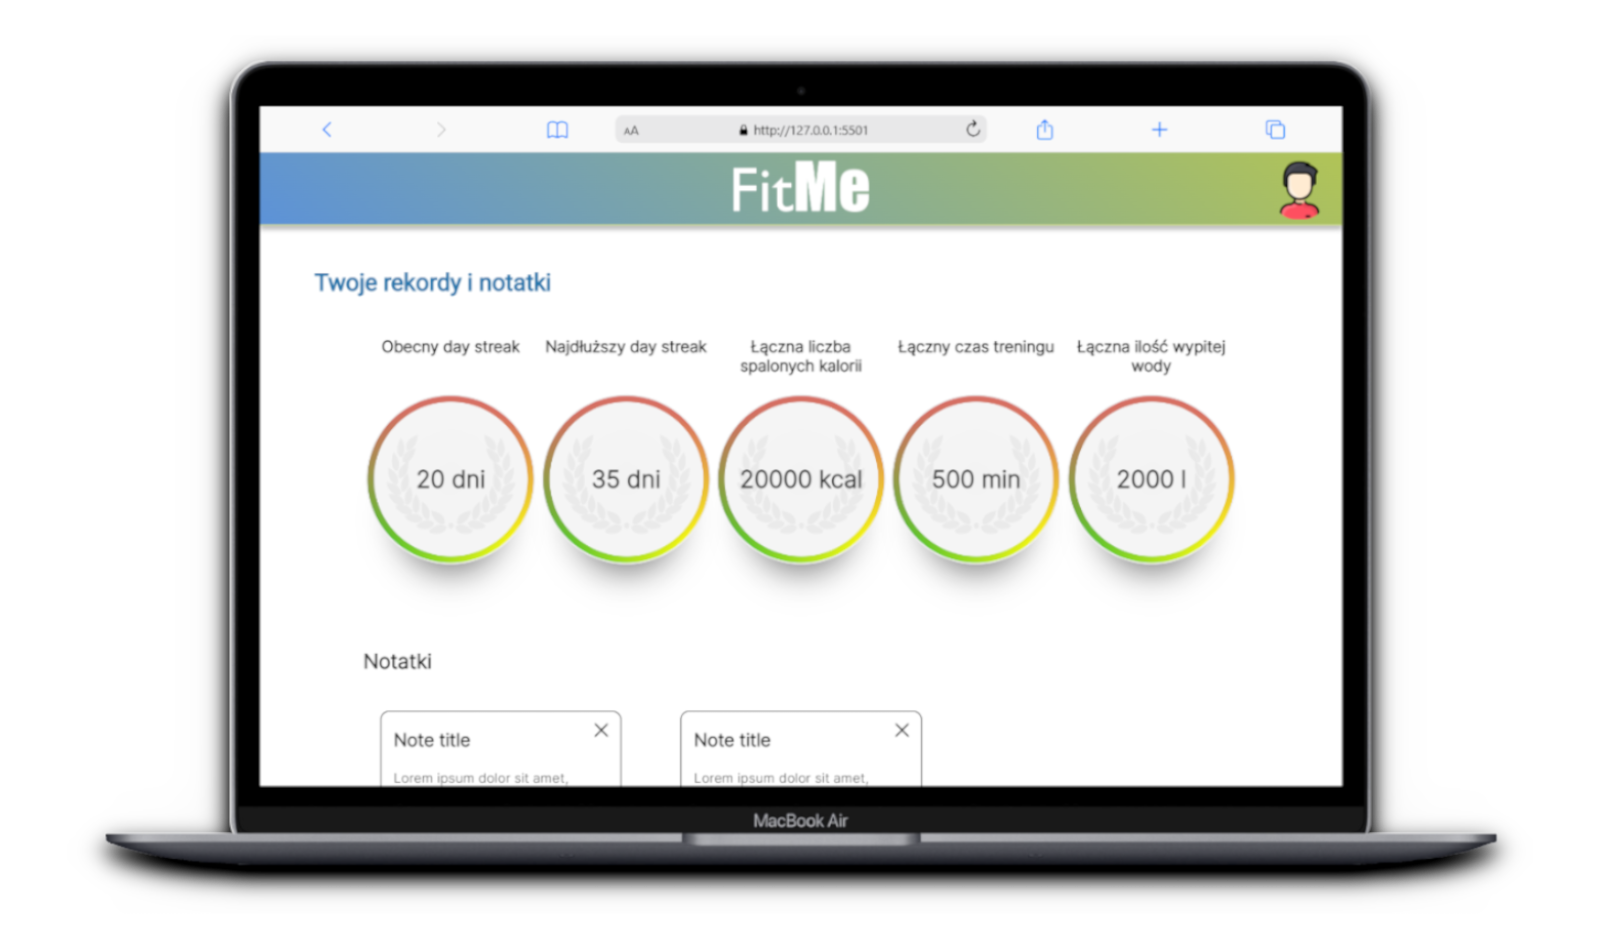 AA
http://127.0.0.1:5501
FitMe
Twoje rekordy i notatki
Obecny day streak
Najdłuższy day streak
Łączna liczba
spalonych kalorii
Łączny czas treningu
Łączna ilość wypitej
wody
20 dni
35 dni
20000 kcal
500 min
2000 l
Notatki
Note title
Lorem ipsum dolor sit amet,
Note title
Lorem ipsum dolor sit amet,
MacBook Air